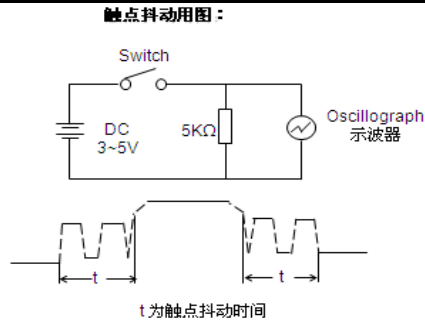 触点抖动用图：
Switch
DC
3~5V
5KΩ
Oscillograph
示波器
t
t
t为触点抖动时间